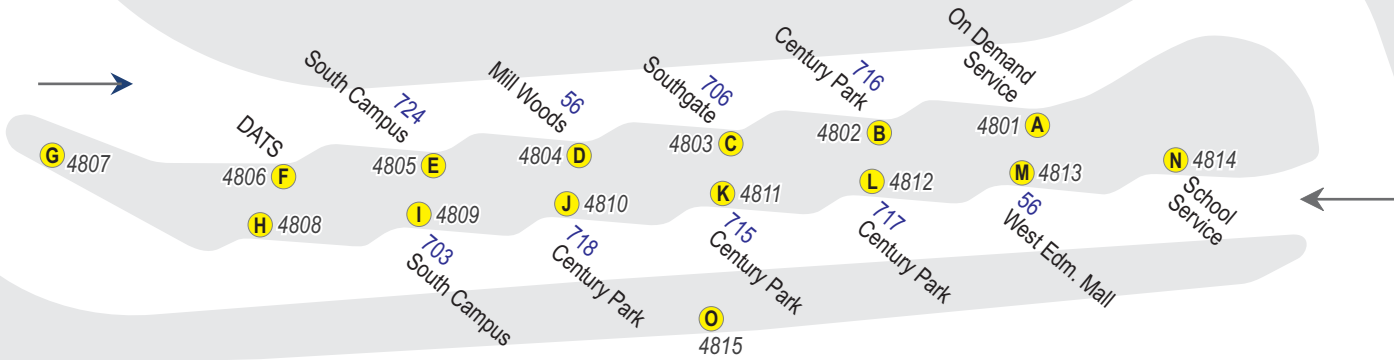 G 4807
DATS
4806 F
South Campus
724
4805 E
Mill Woods
56
4804 D
Southgate
706
4803 C
Century Park
716
4802 B
On Demand
Service
4801 A
H 4808
I 4809
703
South Campus
J 4810
718
Century Park
K 4811
715
Century Park
L 4812
717
Century Park
M 4813
56
West Edm. Mall
N 4814
School
Service
O
4815